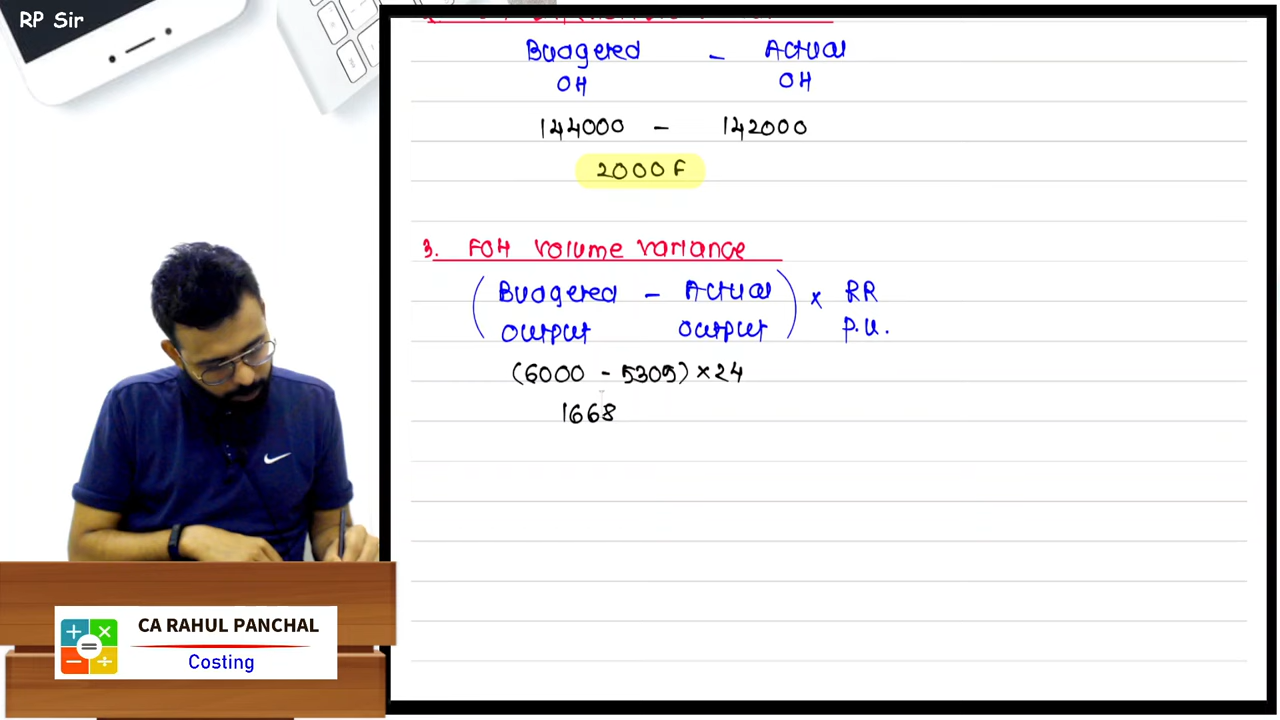 RP Sir
Budgeted - Actual
OH OH
144000 - 142000
2000 F
3. FOH Volume Variance
(Budgeted - Actual) x RR
Output Output P.U.
(6000 - 5305) x 24
1668
CA RAHUL PANCHAL
Costing